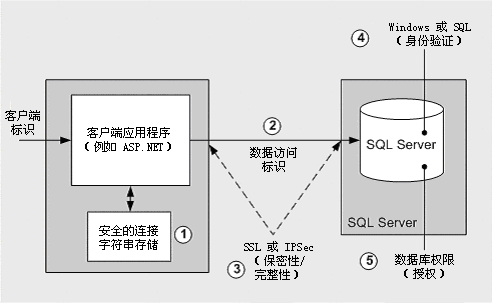 Windows 或 SQL
④ （身份验证）
客户端
标识
客户端应用程序
（例如 ASP.NET）
②
数据访问
标识
SQL Server
安全的连接
字符串存储
①
SQL Server
SSL 或 IPSec
③ （保密性/
完整性）
⑤ 数据库权限
（授权）